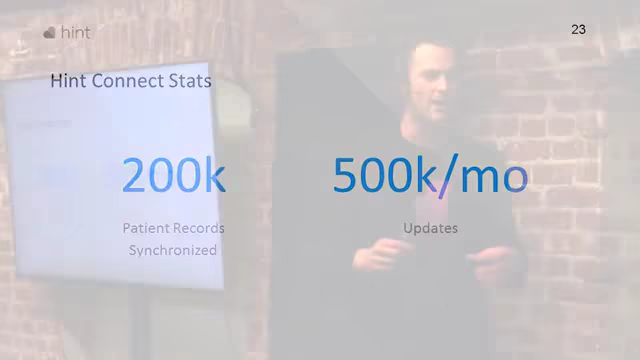 hint
23
Hint Connect Stats
200k
500k/mo
Patient Records
Synchronized
Updates